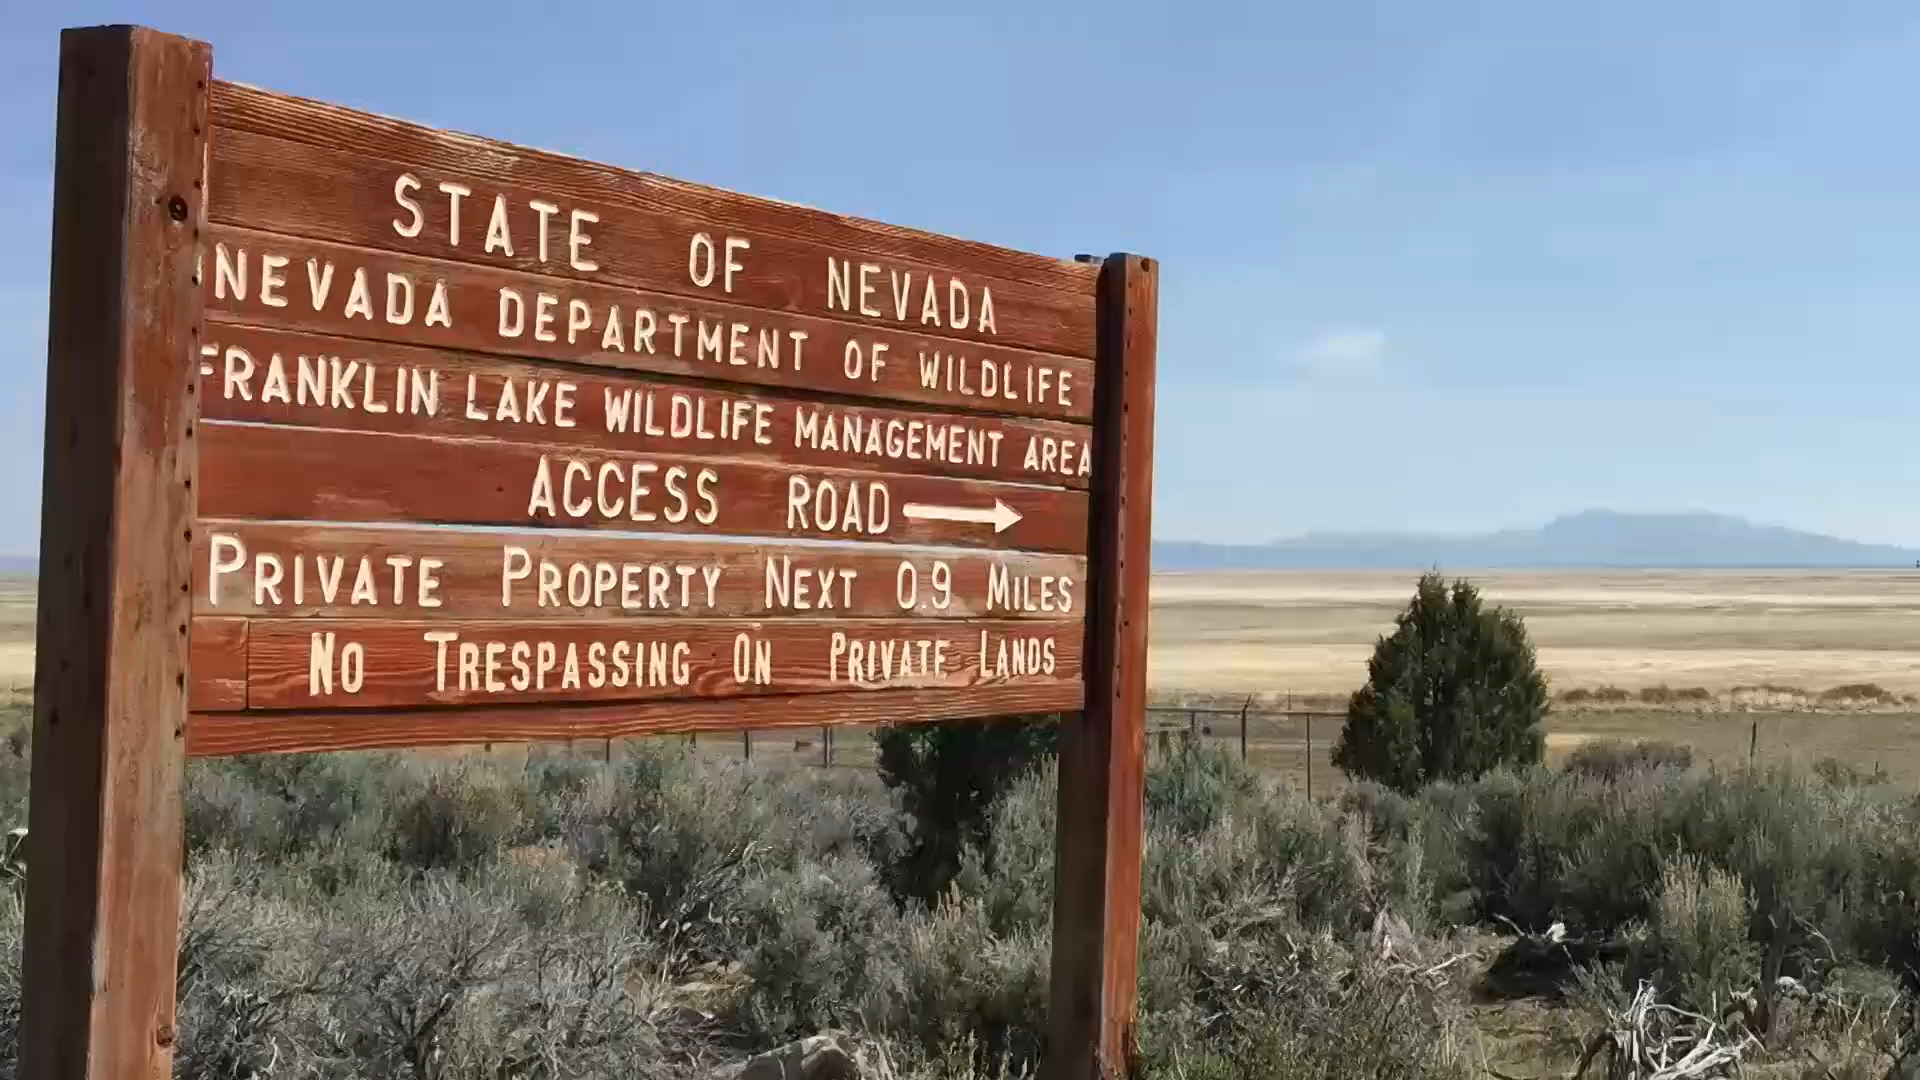 STATE OF NEVADA
NEVADA DEPARTMENT OF WILDLIFE
FRANKLIN LAKE WILDLIFE MANAGEMENT AREA
ACCESS ROAD →
PRIVATE PROPERTY NEXT 0.9 MILES
NO TRESPASSING ON PRIVATE LANDS